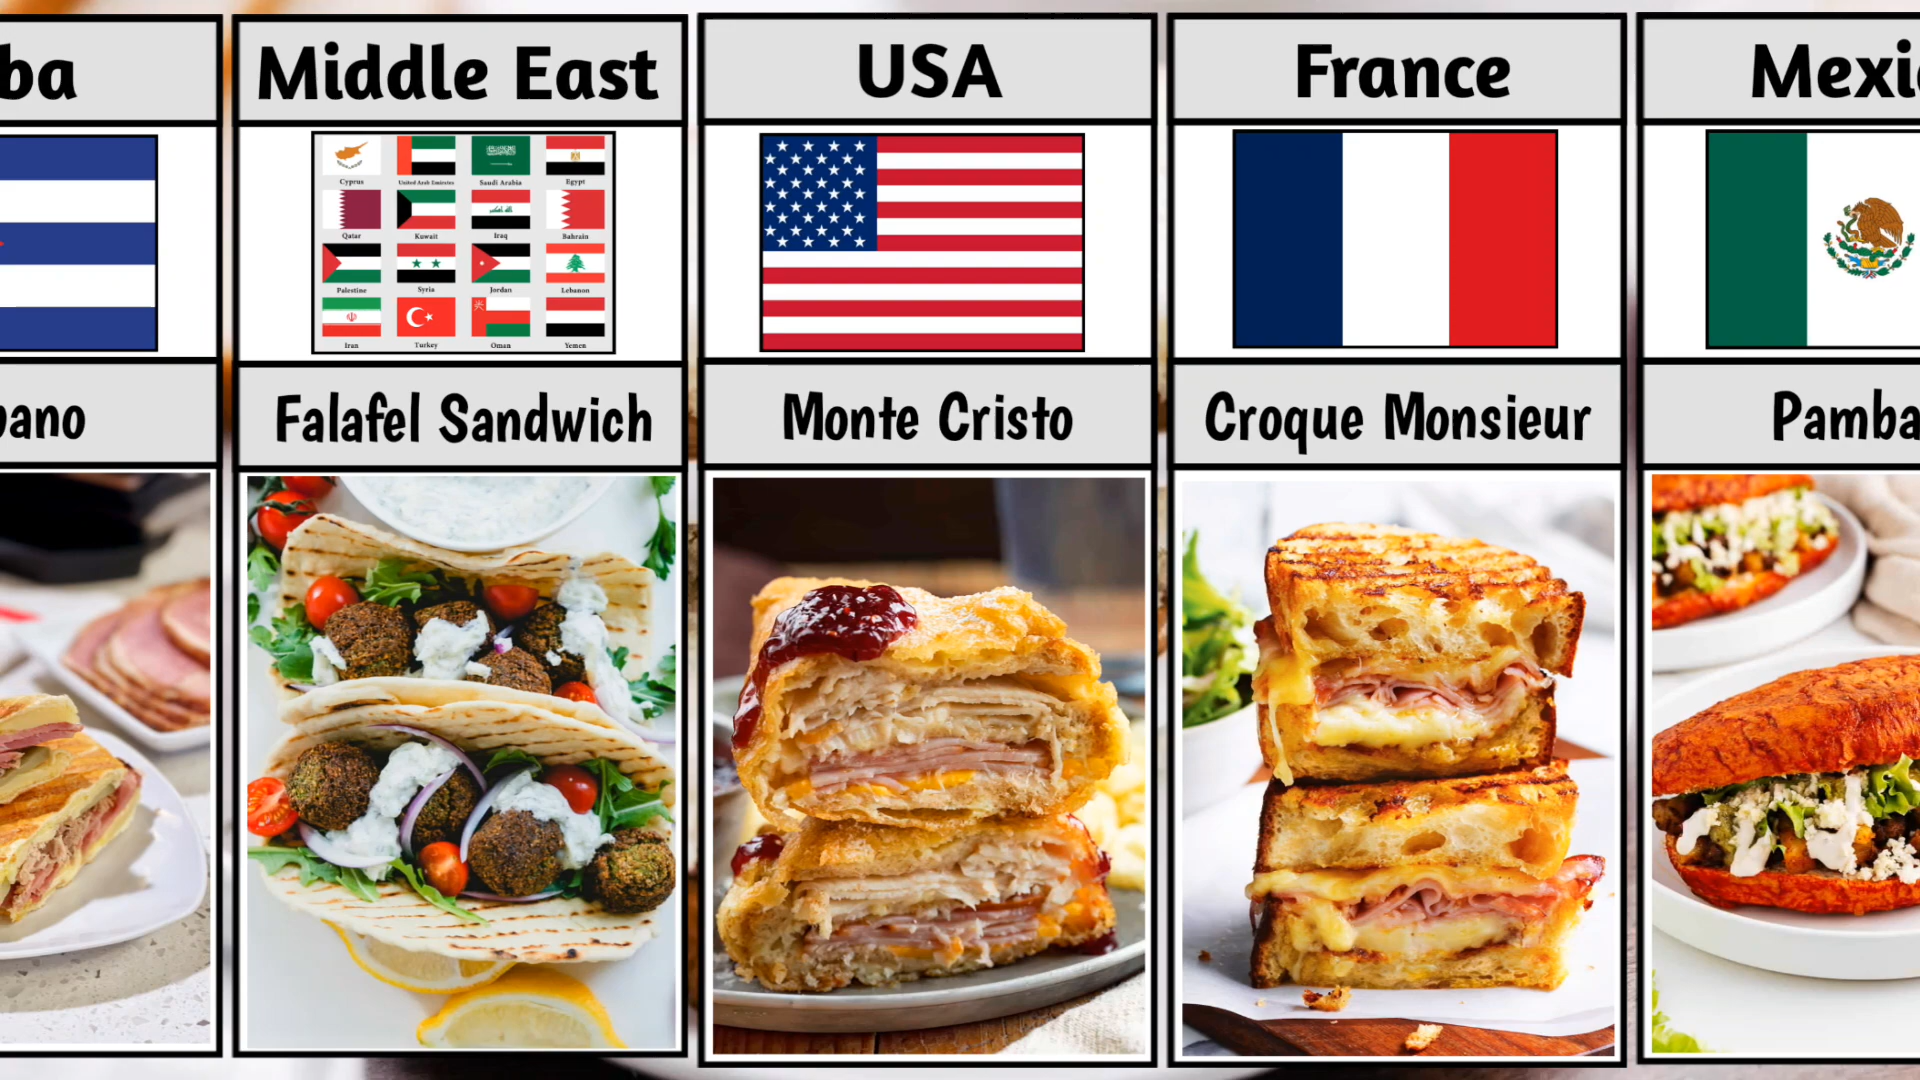 ba
Middle East
USA
France
Mexi
Cyprus
United Arab Emirates
Saudi Arabia
Egypt
Qatar
Kuwait
Iraq
Bahrain
Palestine
Syria
Jordan
Lebanon
Iran
Turkey
Oman
Yemen
bano
Falafel Sandwich
Monte Cristo
Croque Monsieur
Pamba